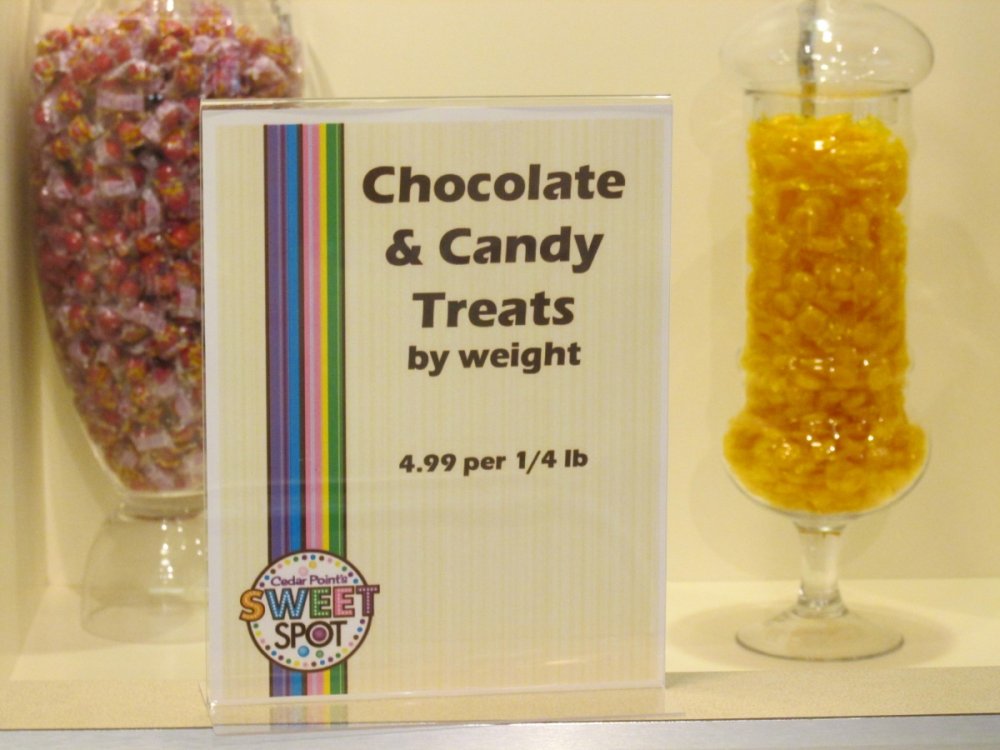 Chocolate
& Candy
Treats
by weight
4.99 per 1/4 lb
Cedar Point's
SWEET
SPOT